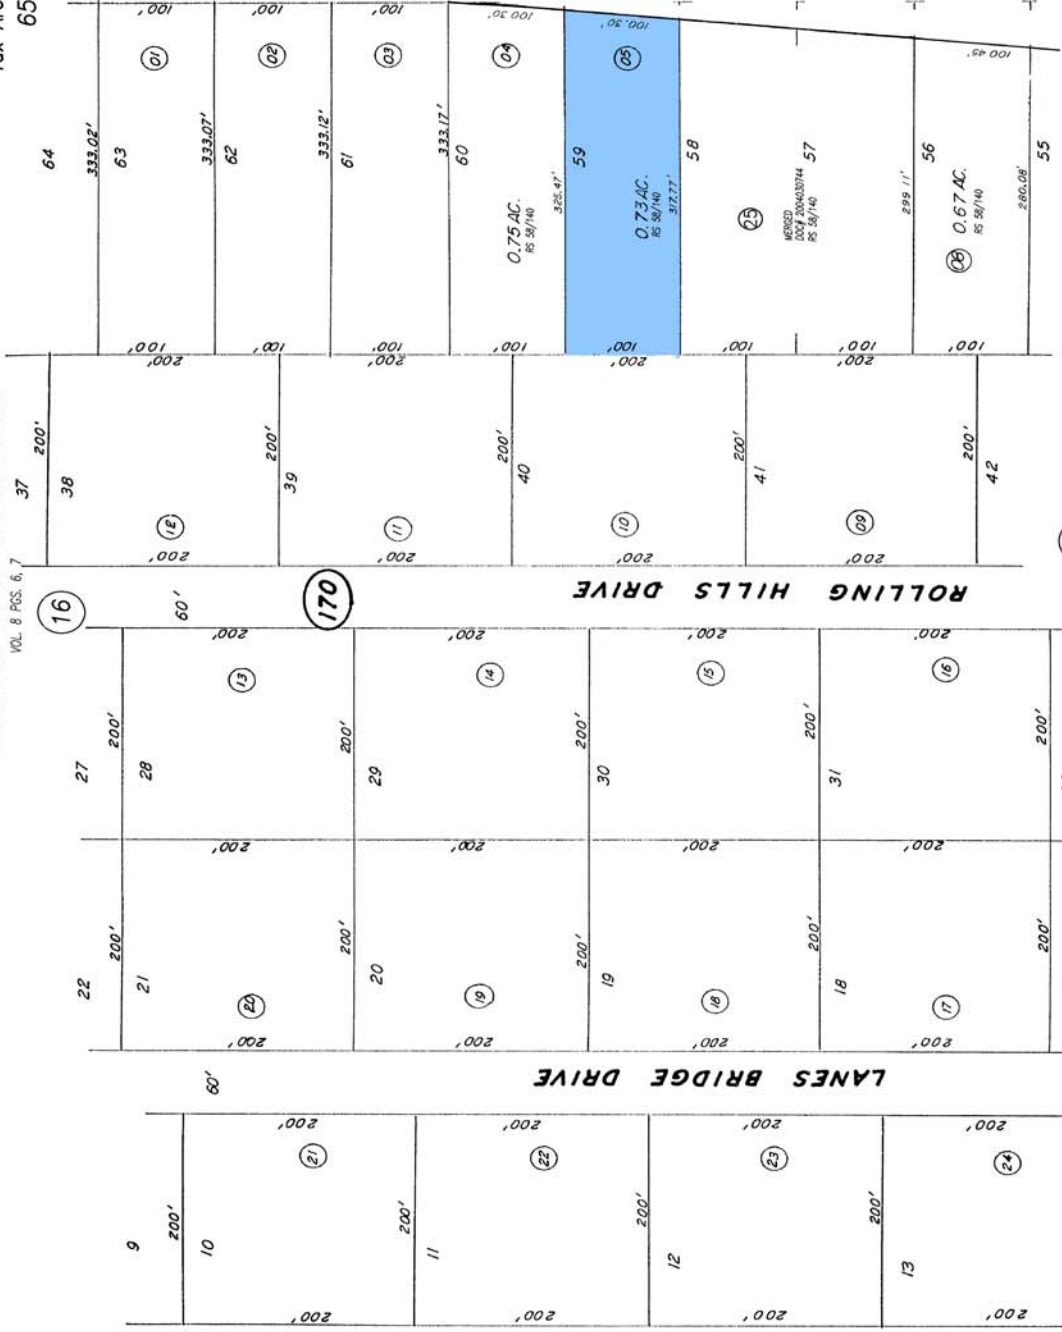 65
VOL. 8 PGS. 6, 7
100' 100' 100' 100.30' 100.30' 100.45'
01 02 03 04 05
64 333.02' 63 333.07' 62 333.12' 61 333.17' 60 325.47' 59 317.77' 58 57 299.11' 56 280.08' 55
0.75 AC.
RS 58/140
0.73 AC.
RS 58/140
25
MERGED
DOC# 2004030744
RS 58/140
06 0.67 AC.
RS 58/140
100' 100' 100' 100' 100' 100' 100' 100'
200' 200' 200' 200'
37 200' 38 200' 39 200' 40 200' 41 200' 42
12 11 10 09
200' 200' 200' 200'
ROLLING HILLS DRIVE
16
60'
170
200' 200' 200' 200'
13 14 15 16
27 200' 28 200' 29 200' 30 200' 31 200'
200' 200' 200' 200'
22 200' 21 200' 20 200' 19 200' 18 200'
20 19 18 17
200' 200' 200' 200'
LANES BRIDGE DRIVE
60'
200' 200' 200' 200'
21 22 23 24
9 200' 10 200' 11 200' 12 200' 13
200' 200' 200' 200'